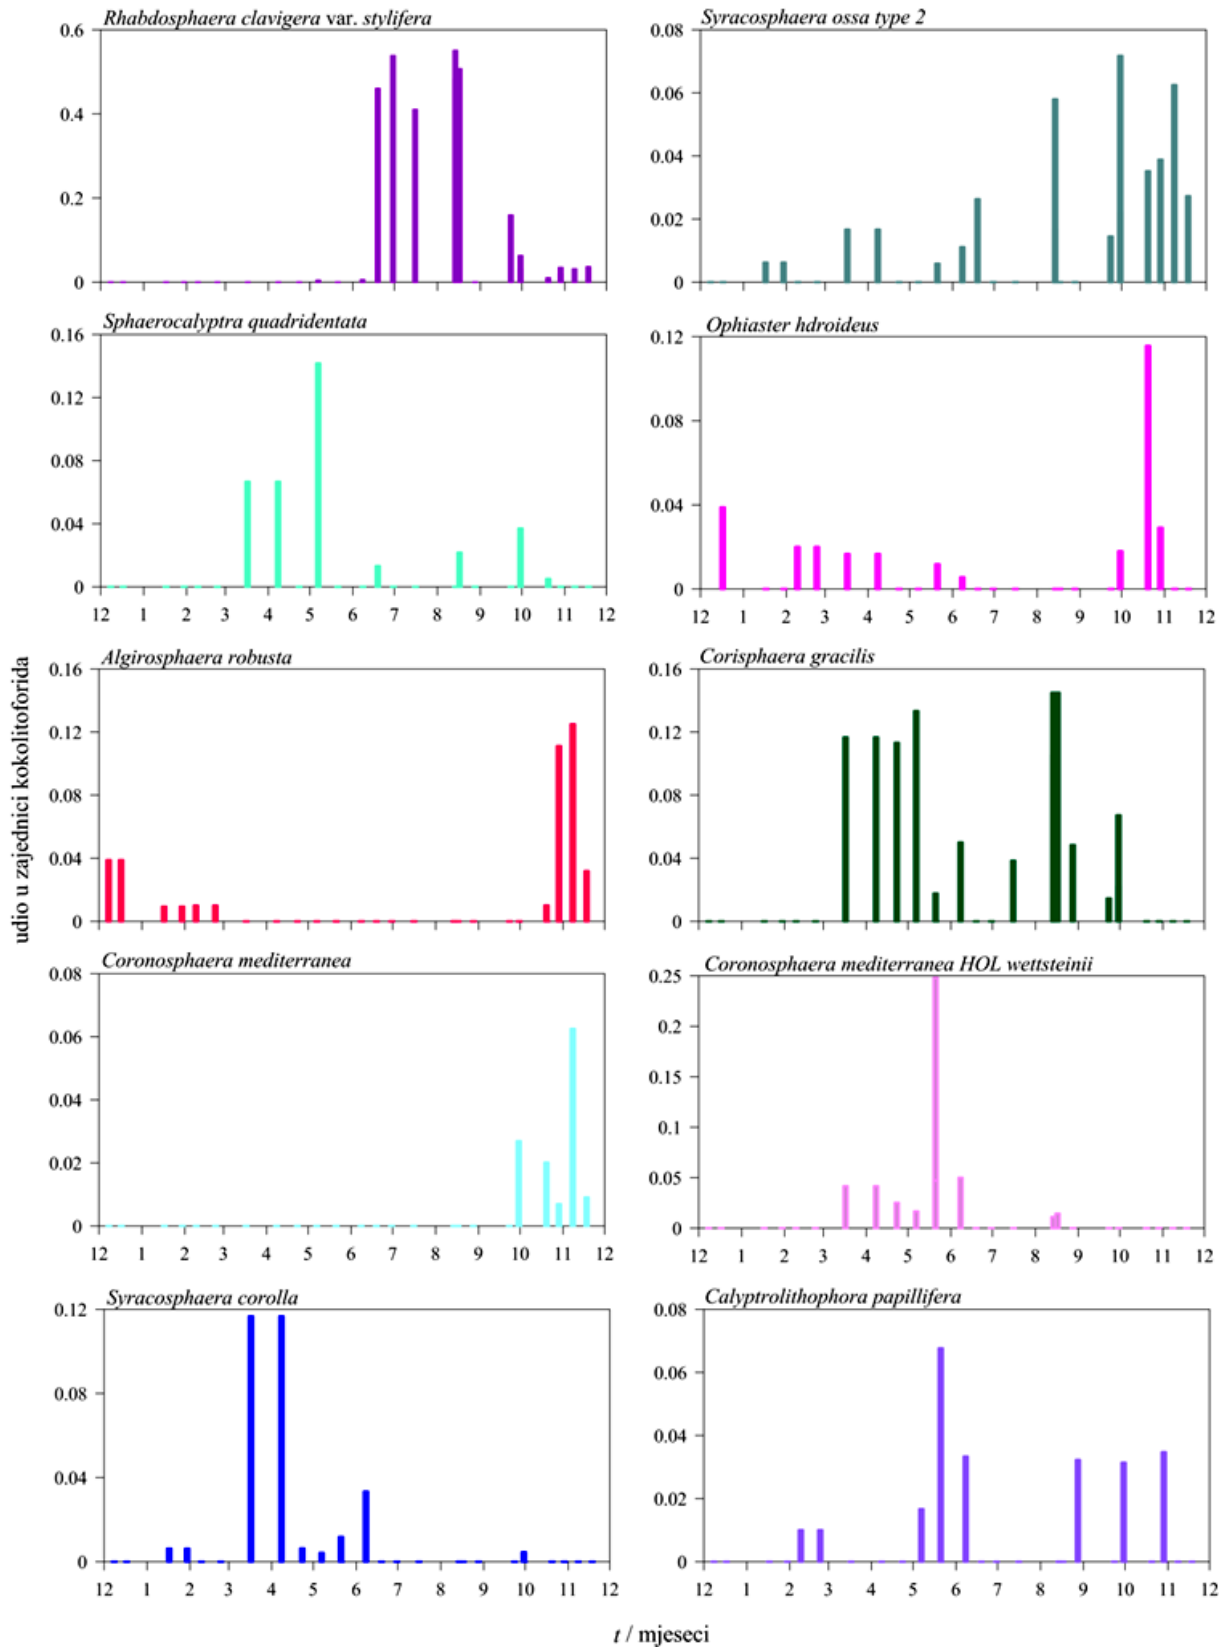 Rhabdosphaera clavigera var. stylifera
0.6
0.4
0.2
0
Syracosphaera ossa type 2
0.08
0.06
0.04
0.02
0
Sphaerocalyptra quadridentata
0.16
0.12
0.08
0.04
0
12 1 2 3 4 5 6 7 8 9 10 11 12
Ophiaster hdroideus
0.12
0.08
0.04
0
12 1 2 3 4 5 6 7 8 9 10 11 12
udio u zajednici kokolitoforida
Algirosphaera robusta
0.16
0.12
0.08
0.04
0
Corisphaera gracilis
0.16
0.12
0.08
0.04
0
Coronosphaera mediterranea
0.08
0.06
0.04
0.02
0
12 1 2 3 4 5 6 7 8 9 10 11 12
Coronosphaera mediterranea HOL wettsteinii
0.25
0.2
0.15
0.1
0.05
0
12 1 2 3 4 5 6 7 8 9 10 11 12
Syracosphaera corolla
0.12
0.08
0.04
0
12 1 2 3 4 5 6 7 8 9 10 11 12
Calyptrolithophora papillifera
0.08
0.06
0.04
0.02
0
12 1 2 3 4 5 6 7 8 9 10 11 12
t / mjeseci